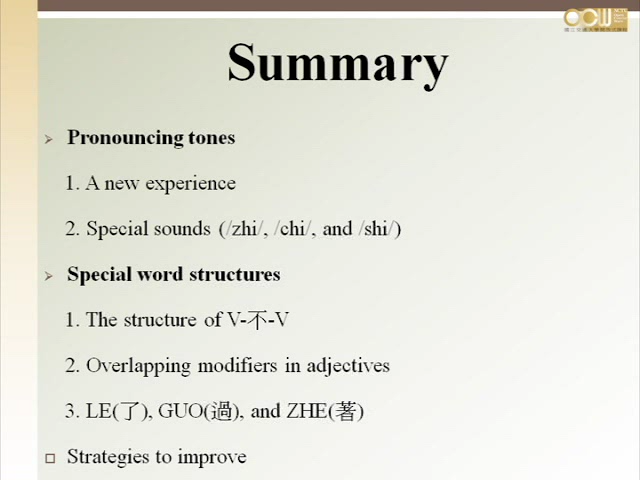 Summary
Pronouncing tones
1. A new experience
2. Special sounds (/zhi/, /chi/, and /shi/)
Special word structures
1. The structure of V-不-V
2. Overlapping modifiers in adjectives
3. LE(了), GUO(過), and ZHE(著)
Strategies to improve